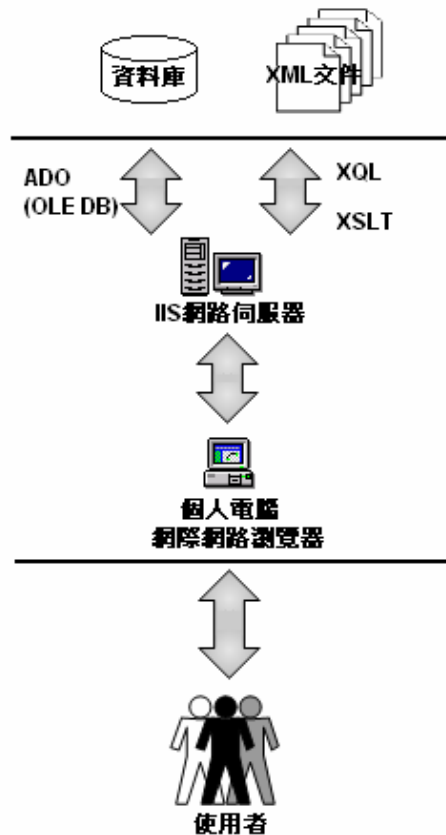 資料庫
XML文件
ADO
(OLE DB)
XQL
XSLT
IIS網路伺服器
個人電腦
網際網路瀏覽器
使用者